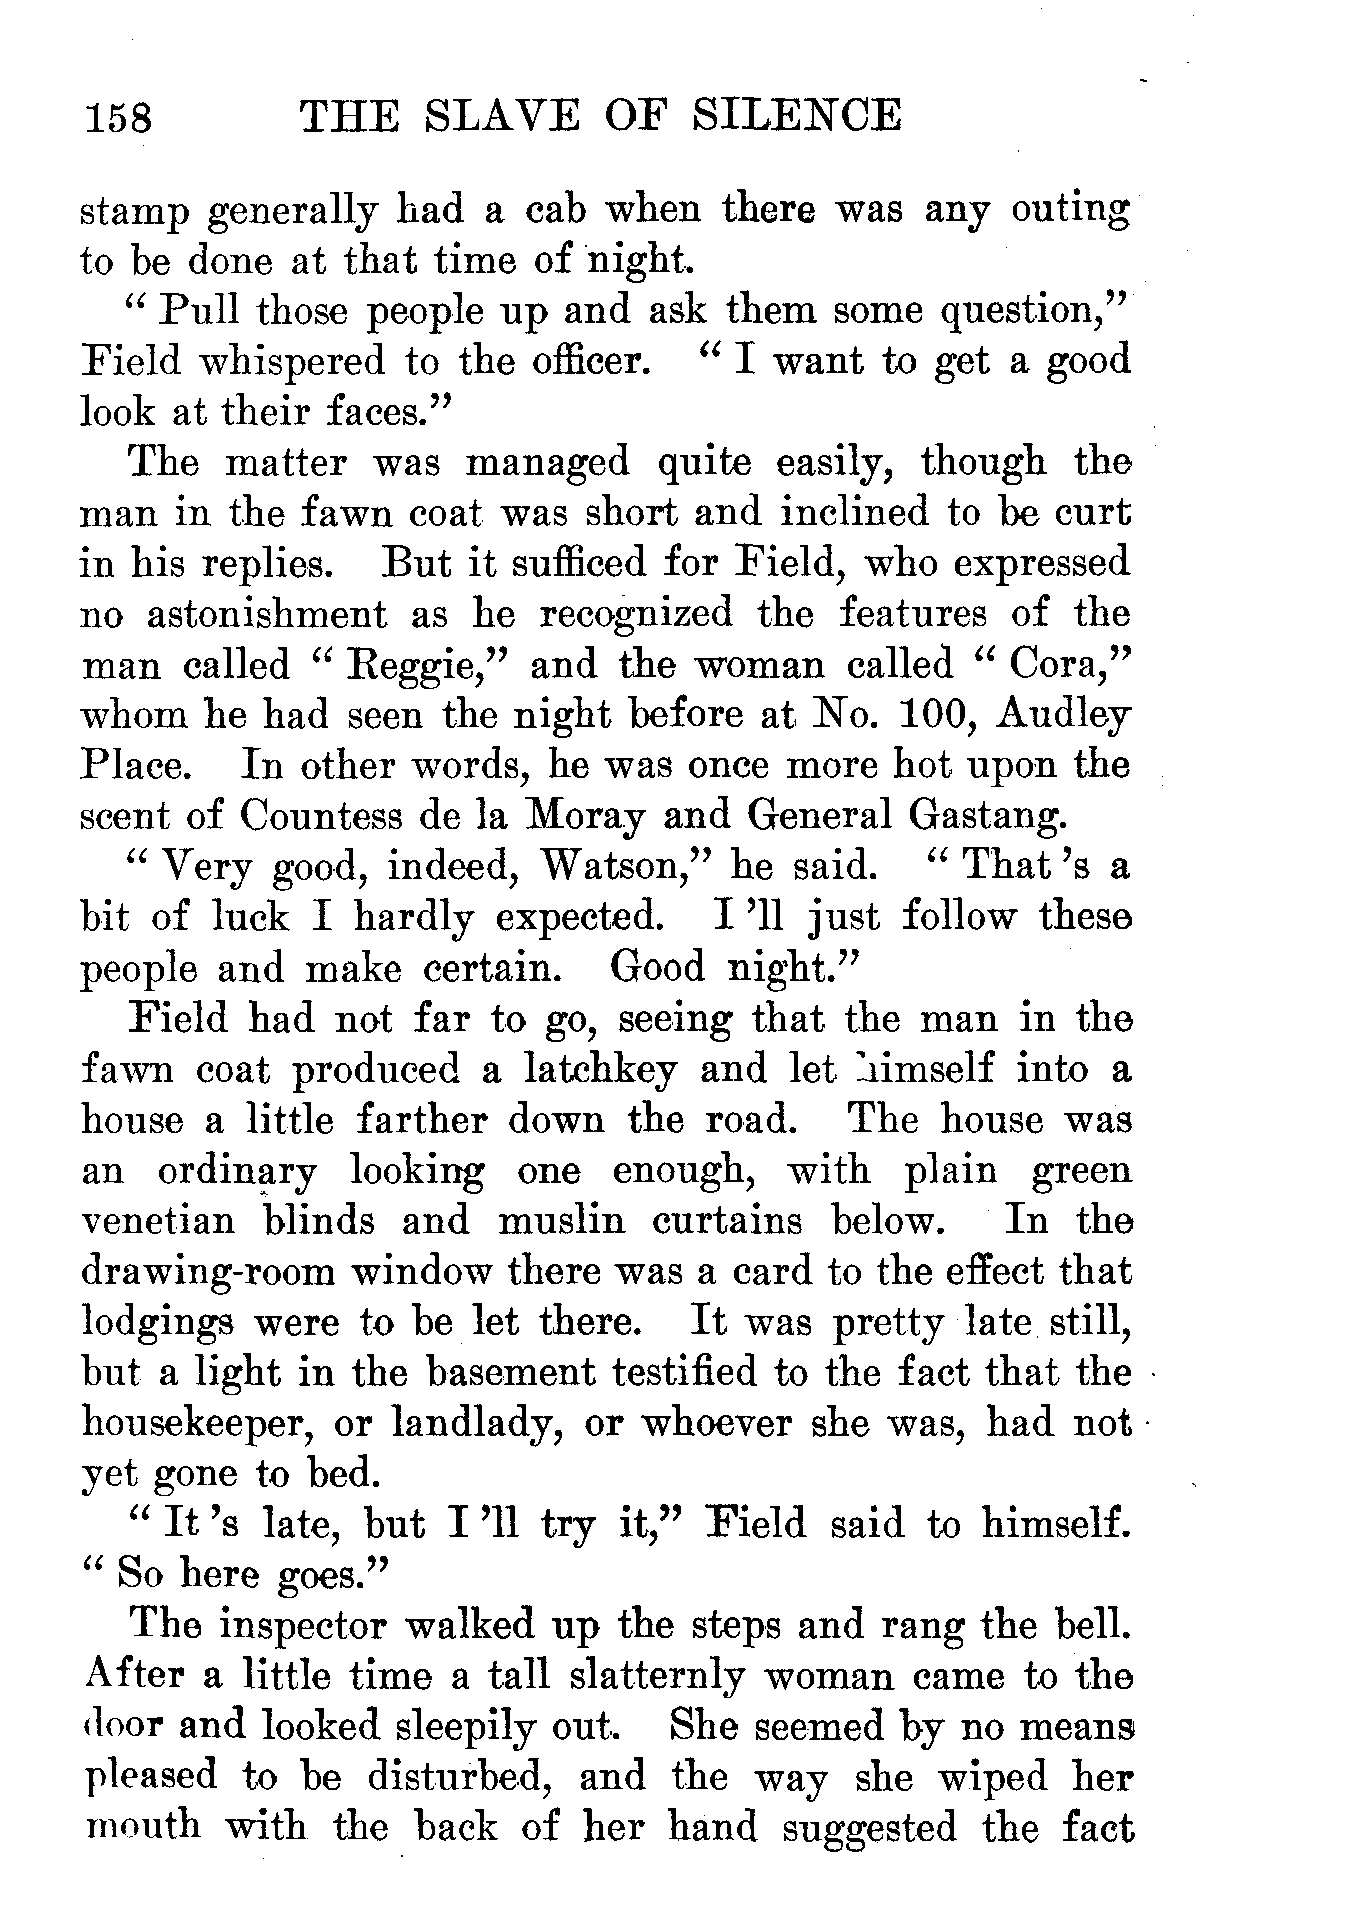 158 THE SLAVE OF SILENCE
stamp generally had a cab when there was any outing
to be done at that time of night.
“ Pull those people up and ask them some question,”
Field whispered to the officer. “ I want to get a good
look at their faces.”
The matter was managed quite easily, though the
man in the fawn coat was short and inclined to be curt
in his replies. But it sufficed for Field, who expressed
no astonishment as he recognized the features of the
man called “ Reggie,” and the woman called “ Cora,”
whom he had seen the night before at No. 100, Audley
Place. In other words, he was once more hot upon the
scent of Countess de la Moray and General Gastang.
“ Very good, indeed, Watson,” he said. “ That ’s a
bit of luck I hardly expected. I ’ll just follow these
people and make certain. Good night.”
Field had not far to go, seeing that the man in the
fawn coat produced a latchkey and let himself into a
house a little farther down the road. The house was
an ordinary looking one enough, with plain green
venetian blinds and muslin curtains below. In the
drawing-room window there was a card to the effect that
lodgings were to be let there. It was pretty late still,
but a light in the basement testified to the fact that the
housekeeper, or landlady, or whoever she was, had not
yet gone to bed.
“ It ’s late, but I ’ll try it,” Field said to himself.
“ So here goes.”
The inspector walked up the steps and rang the bell.
After a little time a tall slatternly woman came to the
door and looked sleepily out. She seemed by no means
pleased to be disturbed, and the way she wiped her
mouth with the back of her hand suggested the fact